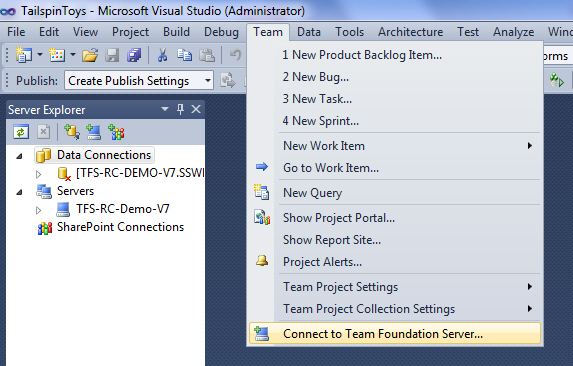 TailspinToys - Microsoft Visual Studio (Administrator)
File Edit View Project Build Debug Team Data Tools Architecture Test Analyze
Publish: Create Publish Settings
orms
Server Explorer
Data Connections
[TFS-RC-DEMO-V7.SSWI
Servers
TFS-RC-Demo-V7
SharePoint Connections
1 New Product Backlog Item...
2 New Bug...
3 New Task...
4 New Sprint...
New Work Item
Go to Work Item...
New Query
Show Project Portal...
Show Report Site...
Project Alerts...
Team Project Settings
Team Project Collection Settings
Connect to Team Foundation Server...